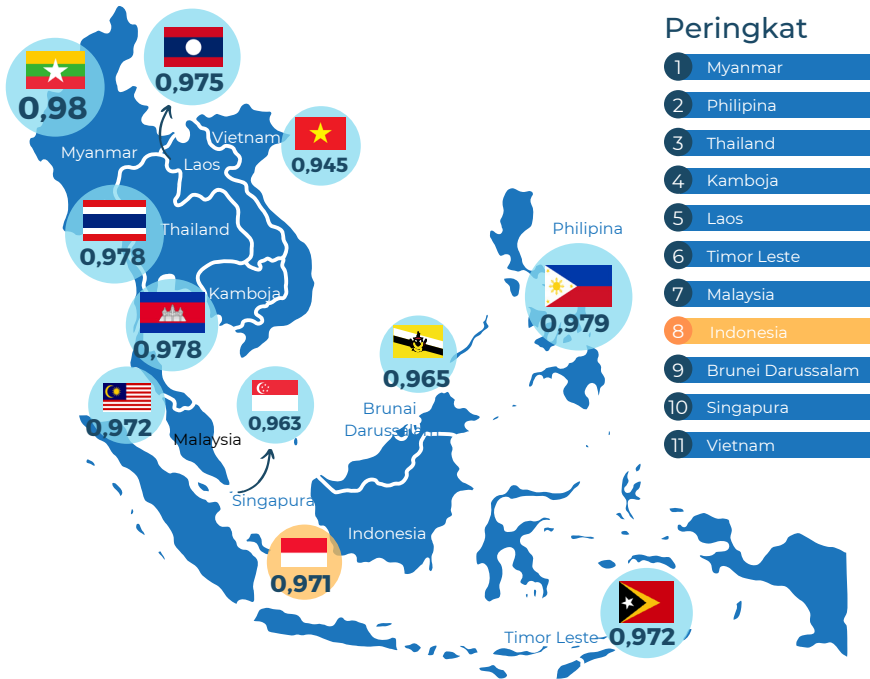 Peringkat
1 Myanmar
2 Philipina
3 Thailand
4 Kamboja
5 Laos
6 Timor Leste
7 Malaysia
8 Indonesia
9 Brunei Darussalam
10 Singapura
11 Vietnam
0,98
Myanmar
0,975
Laos
Vietnam
0,945
Thailand
0,978
Kamboja
0,978
Philipina
0,979
0,965
Brunai
Darussalam
0,972
Malaysia
0,963
Singapura
Indonesia
0,971
Timor Leste
0,972